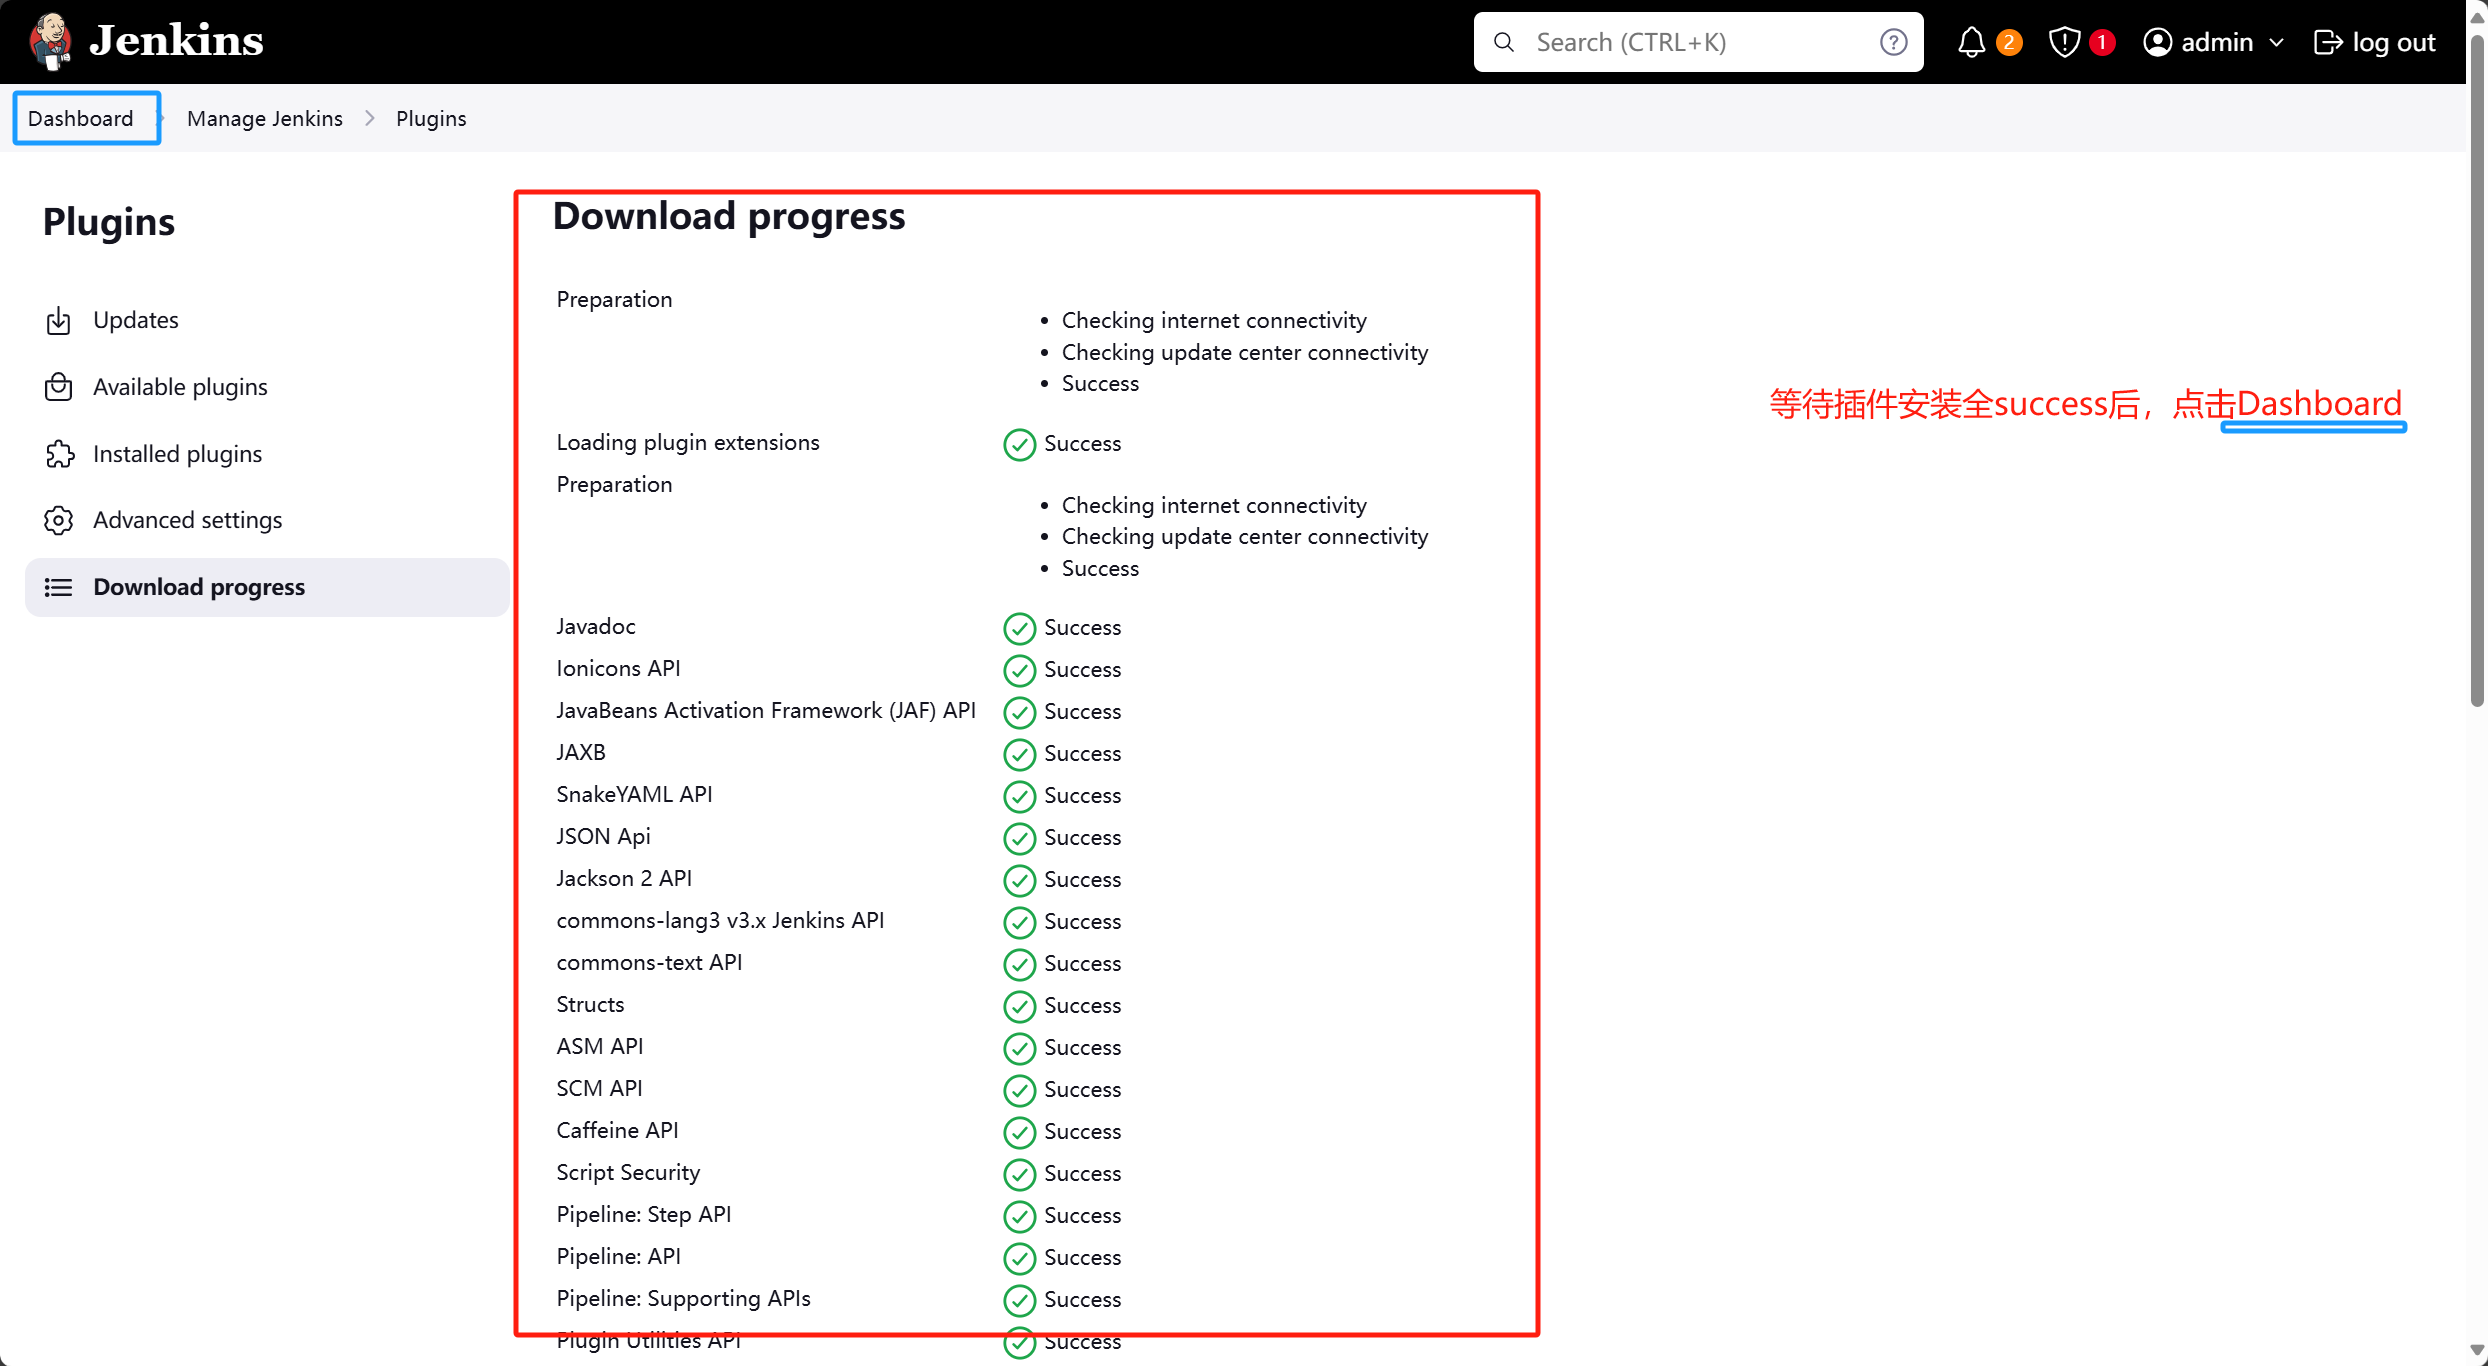 Jenkins
Search (CTRL+K)
2
1
admin
log out
Dashboard
Manage Jenkins
Plugins
Plugins
Updates
Available plugins
Installed plugins
Advanced settings
Download progress
Download progress
Preparation
Checking internet connectivity
Checking update center connectivity
Success
Loading plugin extensions Success
Preparation
Checking internet connectivity
Checking update center connectivity
Success
Javadoc Success
Ionicons API Success
JavaBeans Activation Framework (JAF) API Success
JAXB Success
SnakeYAML API Success
JSON Api Success
Jackson 2 API Success
commons-lang3 v3.x Jenkins API Success
commons-text API Success
Structs Success
ASM API Success
SCM API Success
Caffeine API Success
Script Security Success
Pipeline: Step API Success
Pipeline: API Success
Pipeline: Supporting APIs Success
Plugin Utilities API Success
等待插件安装全success后，点击Dashboard